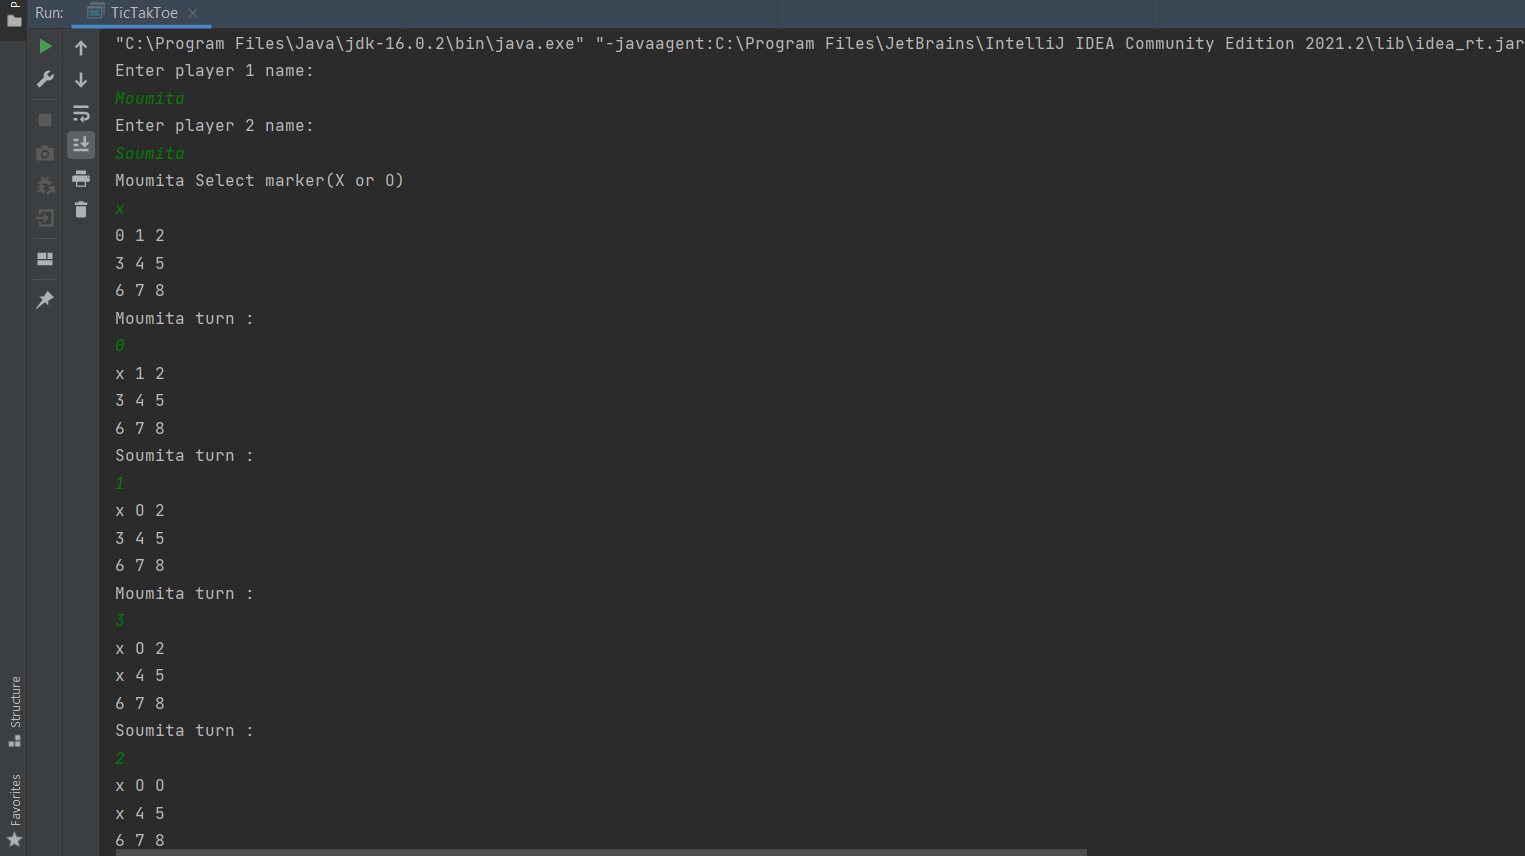 P
Run: TicTakToe
"C:\Program Files\Java\jdk-16.0.2\bin\java.exe" "-javaagent:C:\Program Files\JetBrains\IntelliJ IDEA Community Edition 2021.2\lib\idea_rt.jar
Enter player 1 name:
Moumita
Enter player 2 name:
Soumita
Moumita Select marker(X or O)
x
0 1 2
3 4 5
6 7 8
Moumita turn :
0
x 1 2
3 4 5
6 7 8
Soumita turn :
1
x O 2
3 4 5
6 7 8
Moumita turn :
3
x O 2
x 4 5
6 7 8
Soumita turn :
2
x O O
x 4 5
6 7 8
Structure
Favorites